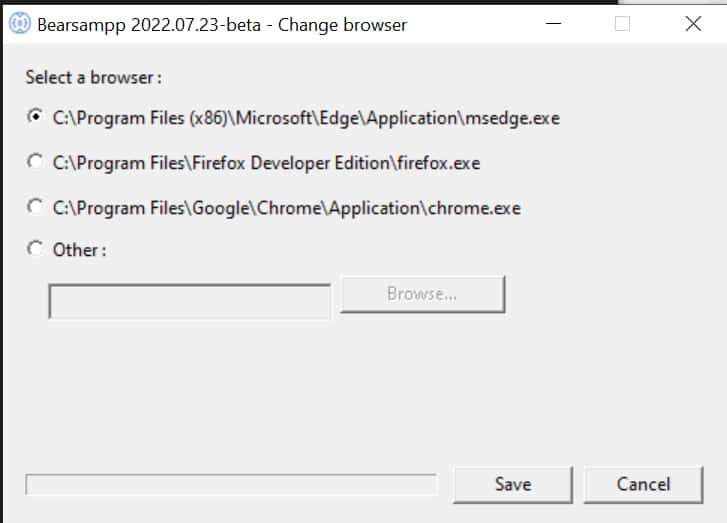 Bearsampp 2022.07.23-beta - Change browser
Select a browser :
C:\Program Files (x86)\Microsoft\Edge\Application\msedge.exe
C:\Program Files\Firefox Developer Edition\firefox.exe
C:\Program Files\Google\Chrome\Application\chrome.exe
Other :
Browse...
Save Cancel